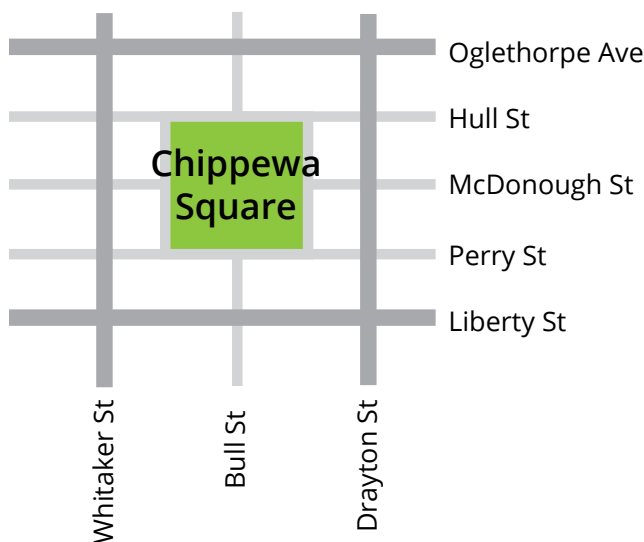 Oglethorpe Ave
Hull St
Chippewa
Square
McDonough St
Perry St
Liberty St
Whitaker St
Bull St
Drayton St